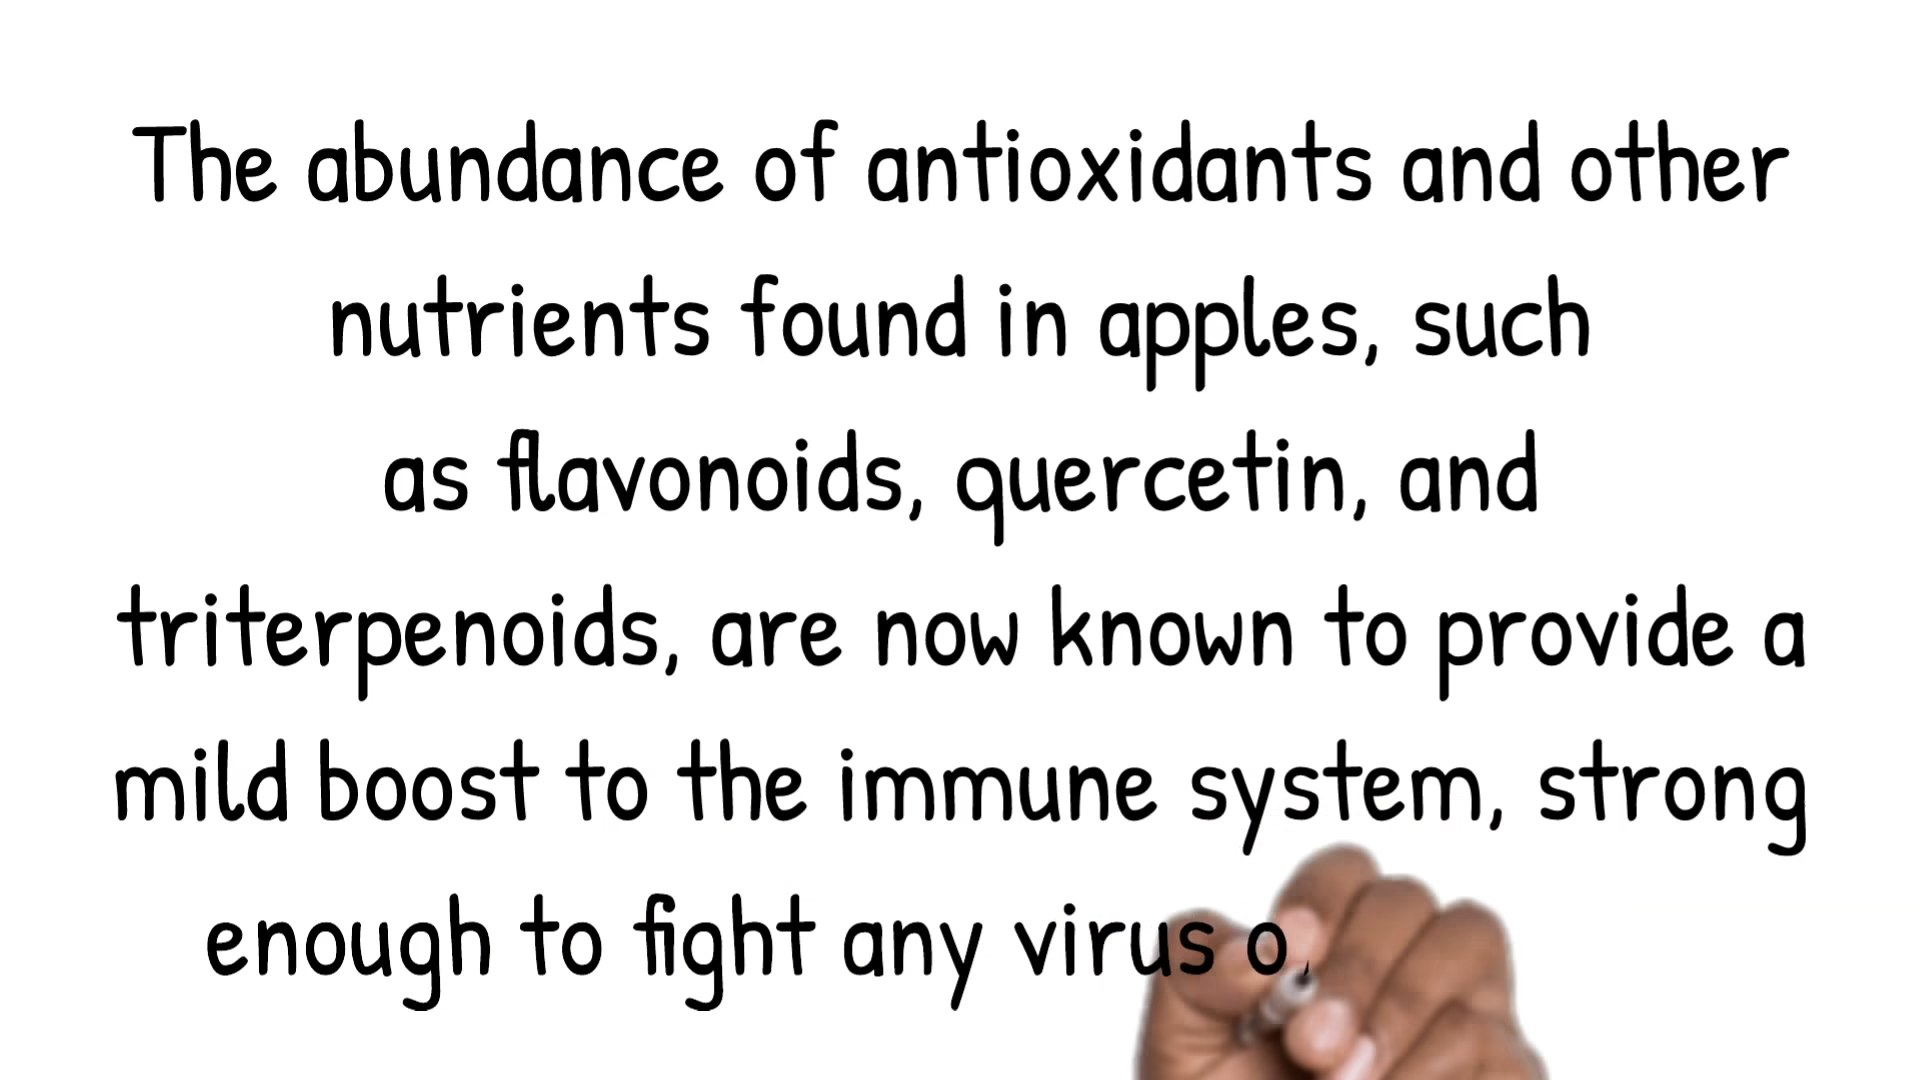 The abundance of antioxidants and other
nutrients found in apples, such
as flavonoids, quercetin, and
triterpenoids, are now known to provide a
mild boost to the immune system, strong
enough to fight any virus o